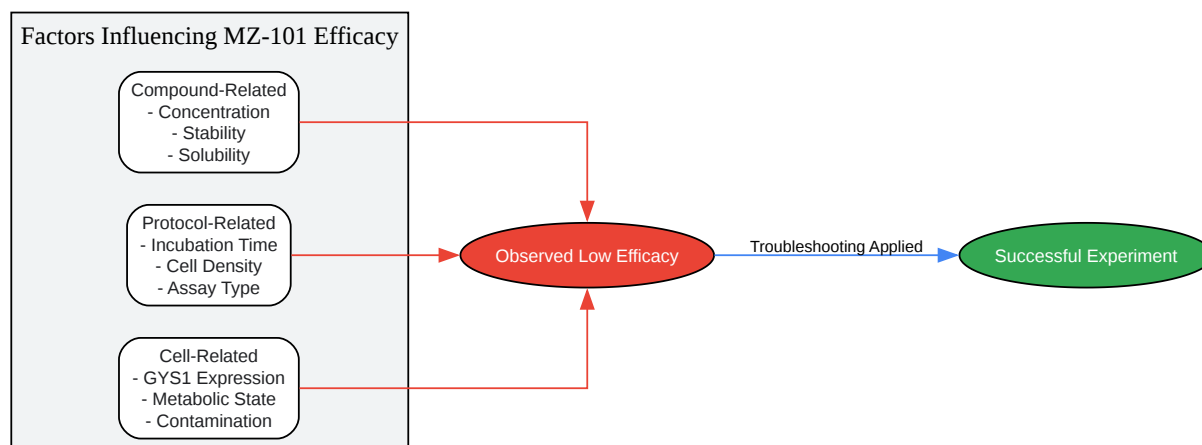 Factors Influencing MZ-101 Efficacy
Compound-Related
- Concentration
- Stability
- Solubility
Protocol-Related
- Incubation Time
- Cell Density
- Assay Type
Cell-Related
- GYS1 Expression
- Metabolic State
- Contamination
Observed Low Efficacy
Troubleshooting Applied
Successful Experiment